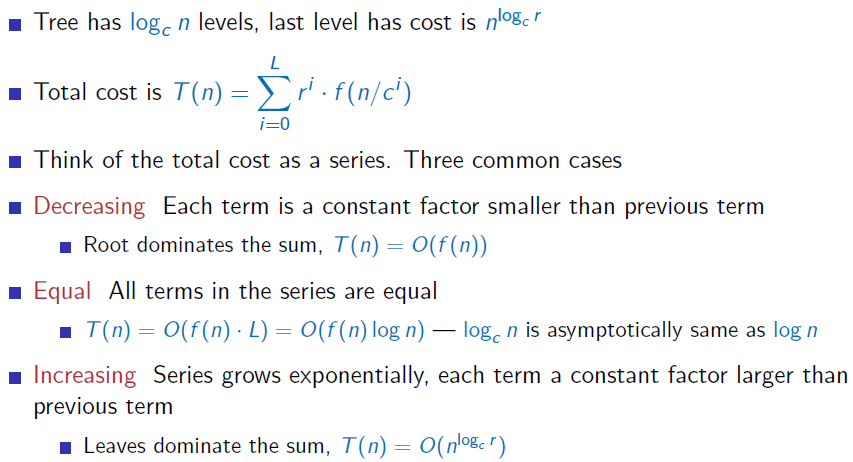 Tree has log_c n levels, last level has cost is n^{log_c r}
Total cost is T(n) = \sum_{i=0}^{L} r^i · f(n/c^i)
Think of the total cost as a series. Three common cases
Decreasing Each term is a constant factor smaller than previous term
Root dominates the sum, T(n) = O(f(n))
Equal All terms in the series are equal
T(n) = O(f(n) · L) = O(f(n) log n) — log_c n is asymptotically same as log n
Increasing Series grows exponentially, each term a constant factor larger than
previous term
Leaves dominate the sum, T(n) = O(n^{log_c r})